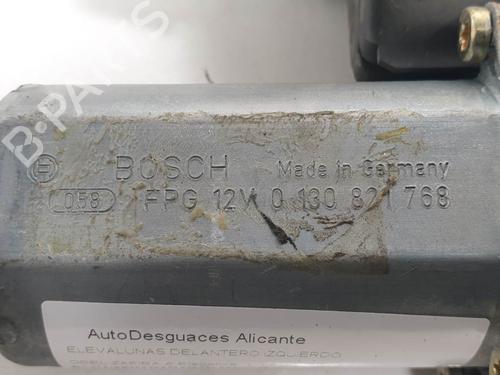 B-PARTS
BOSCH Made in Germany
058 FPG 12V 0 130 821 768
AutoDesguaces Alicante
ELEVALUNAS DELANTERO IZQUIERDO